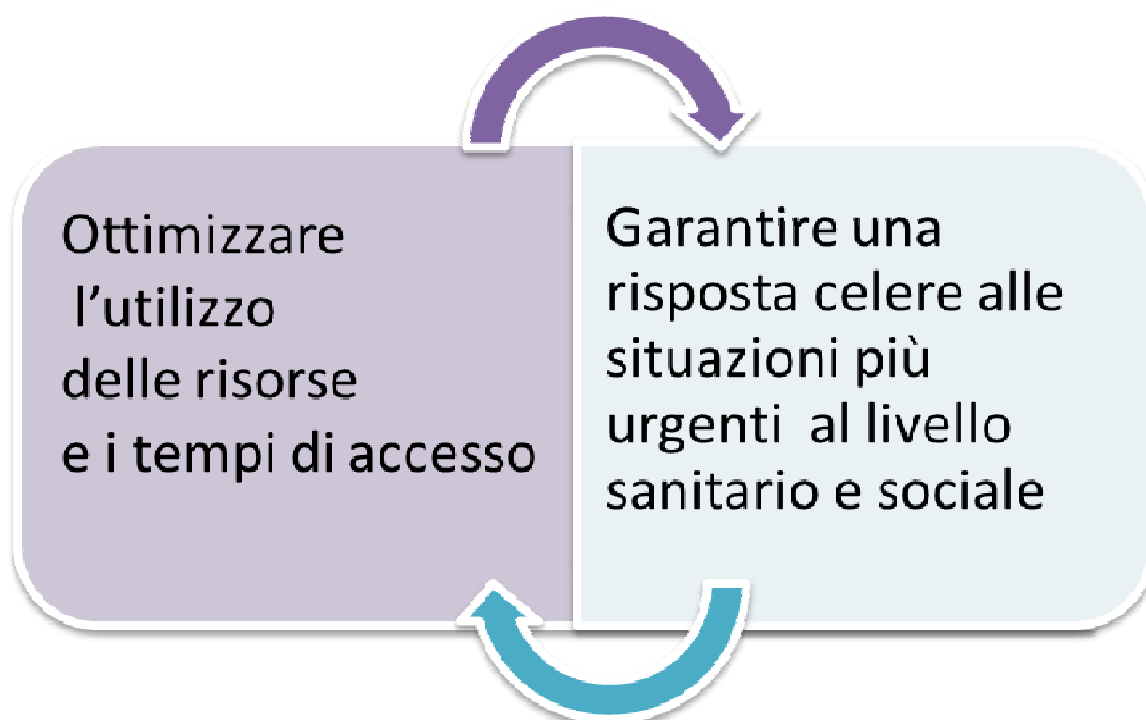 Ottimizzare
l’utilizzo
delle risorse
e i tempi di accesso
Garantire una
risposta celere alle
situazioni più
urgenti al livello
sanitario e sociale